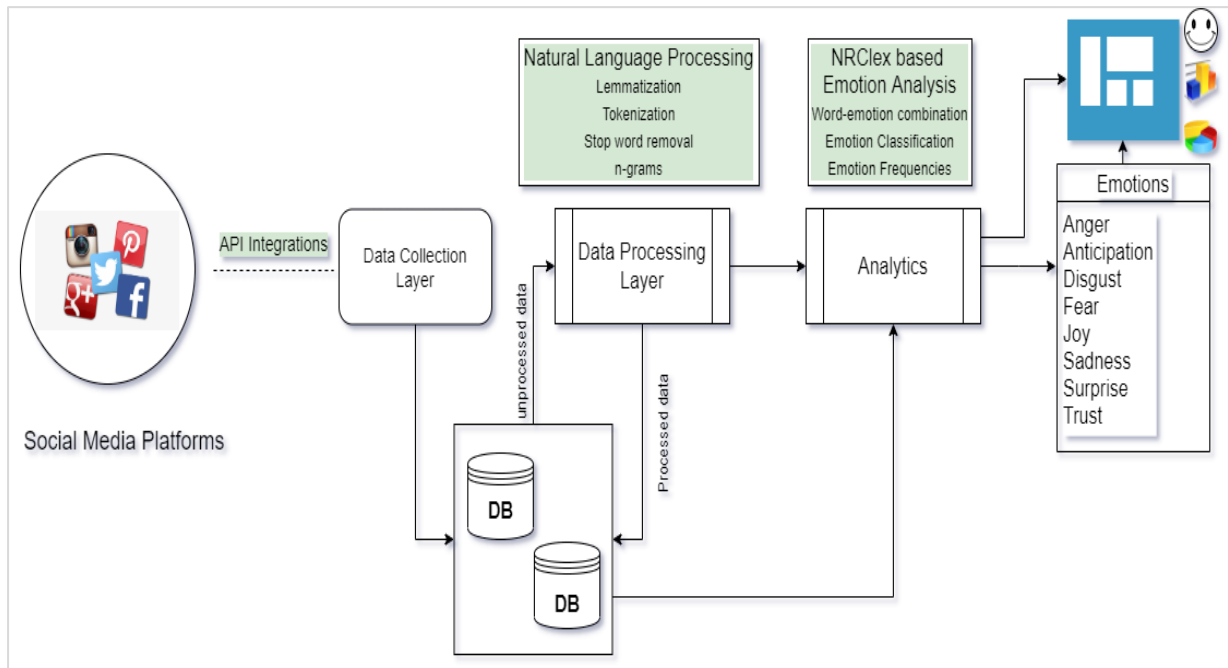 Natural Language Processing
Lemmatization
Tokenization
Stop word removal
n-grams
NRClex based
Emotion Analysis
Word-emotion combination
Emotion Classification
Emotion Frequencies
Emotions
Anger
Anticipation
Disgust
Fear
Joy
Sadness
Surprise
Trust
API Integrations
Data Collection
Layer
Data Processing
Layer
Analytics
unprocessed data
Processed data
Social Media Platforms
DB
DB